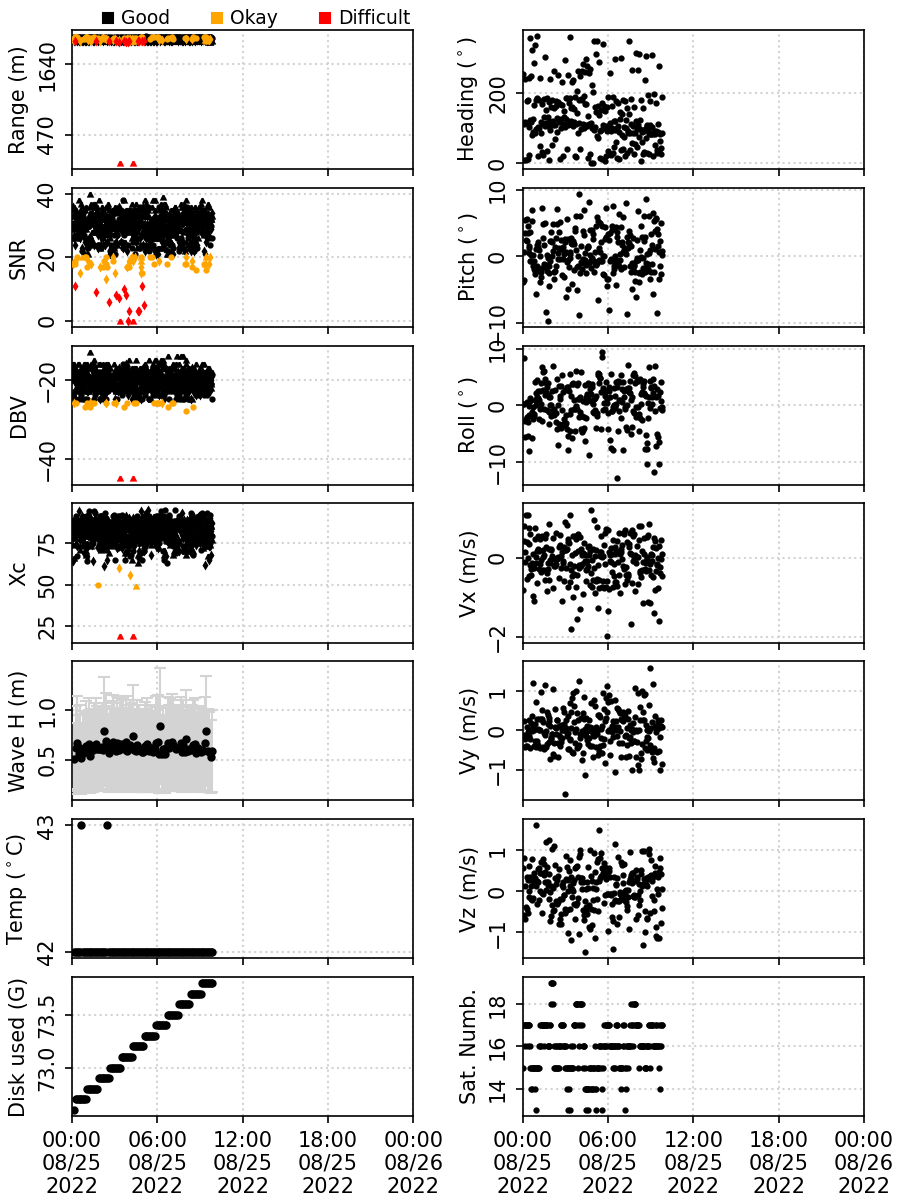 Good Okay Difficult
Range (m)
1640
470
Heading (°)
200
0
SNR
40
20
0
Pitch (°)
10
0
−10
DBV
−20
−40
Roll (°)
10
0
−10
Xc
75
50
25
Vx (m/s)
0
−2
Wave H (m)
1.0
0.5
Vy (m/s)
1
0
−1
Temp (°C)
43
42
Vz (m/s)
1
0
−1
Disk used (G)
73.5
73.0
Sat. Numb.
18
16
14
00:00 06:00 12:00 18:00 00:00
08/25 08/25 08/25 08/25 08/26
2022 2022 2022 2022 2022
00:00 06:00 12:00 18:00 00:00
08/25 08/25 08/25 08/25 08/26
2022 2022 2022 2022 2022